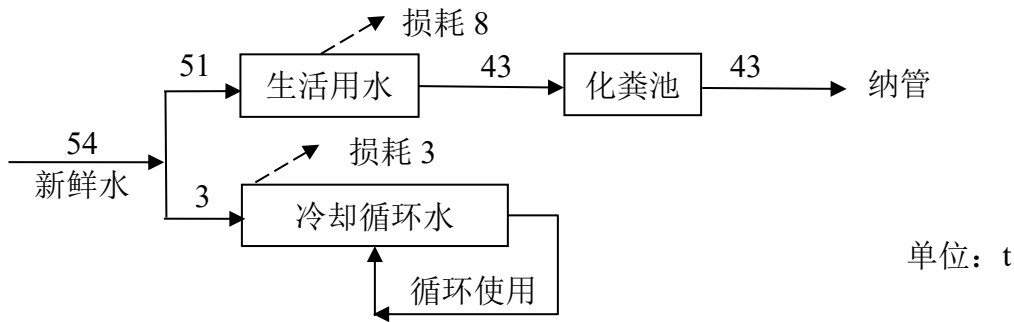 损耗 8
51
生活用水
43
化粪池
43
纳管
54
新鲜水
损耗 3
3
冷却循环水
循环使用
单位：t